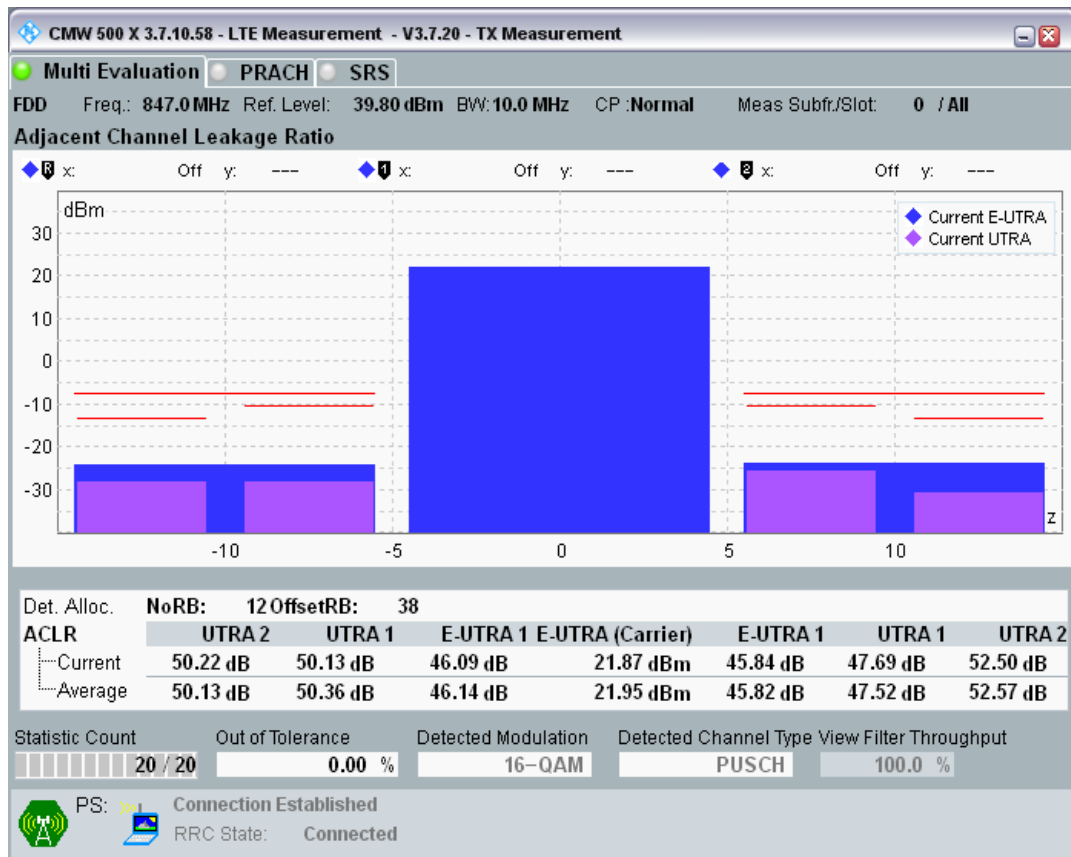 CMW 500 X 3.7.10.58 - LTE Measurement - V3.7.20 - TX Measurement
Multi Evaluation PRACH SRS
FDD Freq.: 847.0 MHz Ref. Level: 39.80 dBm BW: 10.0 MHz CP :Normal Meas Subfr./Slot: 0 / All
Adjacent Channel Leakage Ratio
R x: Off y: --- 1 x: Off y: --- 2 x: Off y: ---
dBm
Current E-UTRA
Current UTRA
30
20
10
0
-10
-20
-30
z
-10 -5 0 5 10
Det. Alloc. NoRB: 12 OffsetRB: 38
ACLR UTRA 2 UTRA 1 E-UTRA 1 E-UTRA (Carrier) E-UTRA 1 UTRA 1 UTRA 2
Current 50.22 dB 50.13 dB 46.09 dB 21.87 dBm 45.84 dB 47.69 dB 52.50 dB
Average 50.13 dB 50.36 dB 46.14 dB 21.95 dBm 45.82 dB 47.52 dB 52.57 dB
Statistic Count Out of Tolerance Detected Modulation Detected Channel Type View Filter Throughput
20 / 20 0.00 % 16-QAM PUSCH 100.0 %
PS: Connection Established
RRC State: Connected